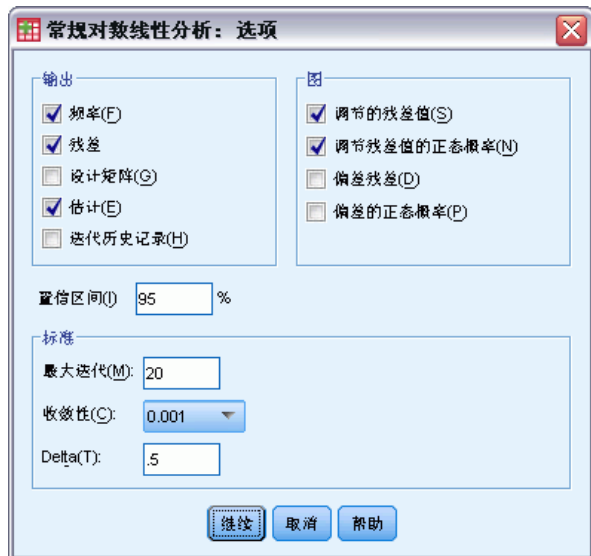 常规对数线性分析：选项
输出
频率(F)
残差
设计矩阵(G)
估计(E)
迭代历史记录(H)
图
调节的残差值(S)
调节残差值的正态概率(N)
偏差残差(D)
偏差的正态概率(P)
置信区间(I) 95 %
标准
最大迭代(M): 20
收敛性(C): 0.001
Delta(T): .5
继续 取消 帮助